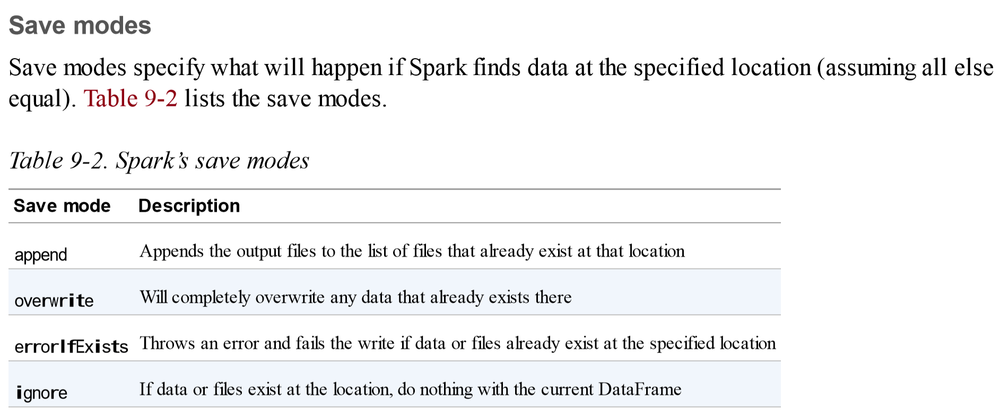 Save modes
Save modes specify what will happen if Spark finds data at the specified location (assuming all else
equal). Table 9-2 lists the save modes.
Table 9-2. Spark’s save modes
Save mode Description
append Appends the output files to the list of files that already exist at that location
overwrite Will completely overwrite any data that already exists there
errorIfExists Throws an error and fails the write if data or files already exist at the specified location
ignore If data or files exist at the location, do nothing with the current DataFrame